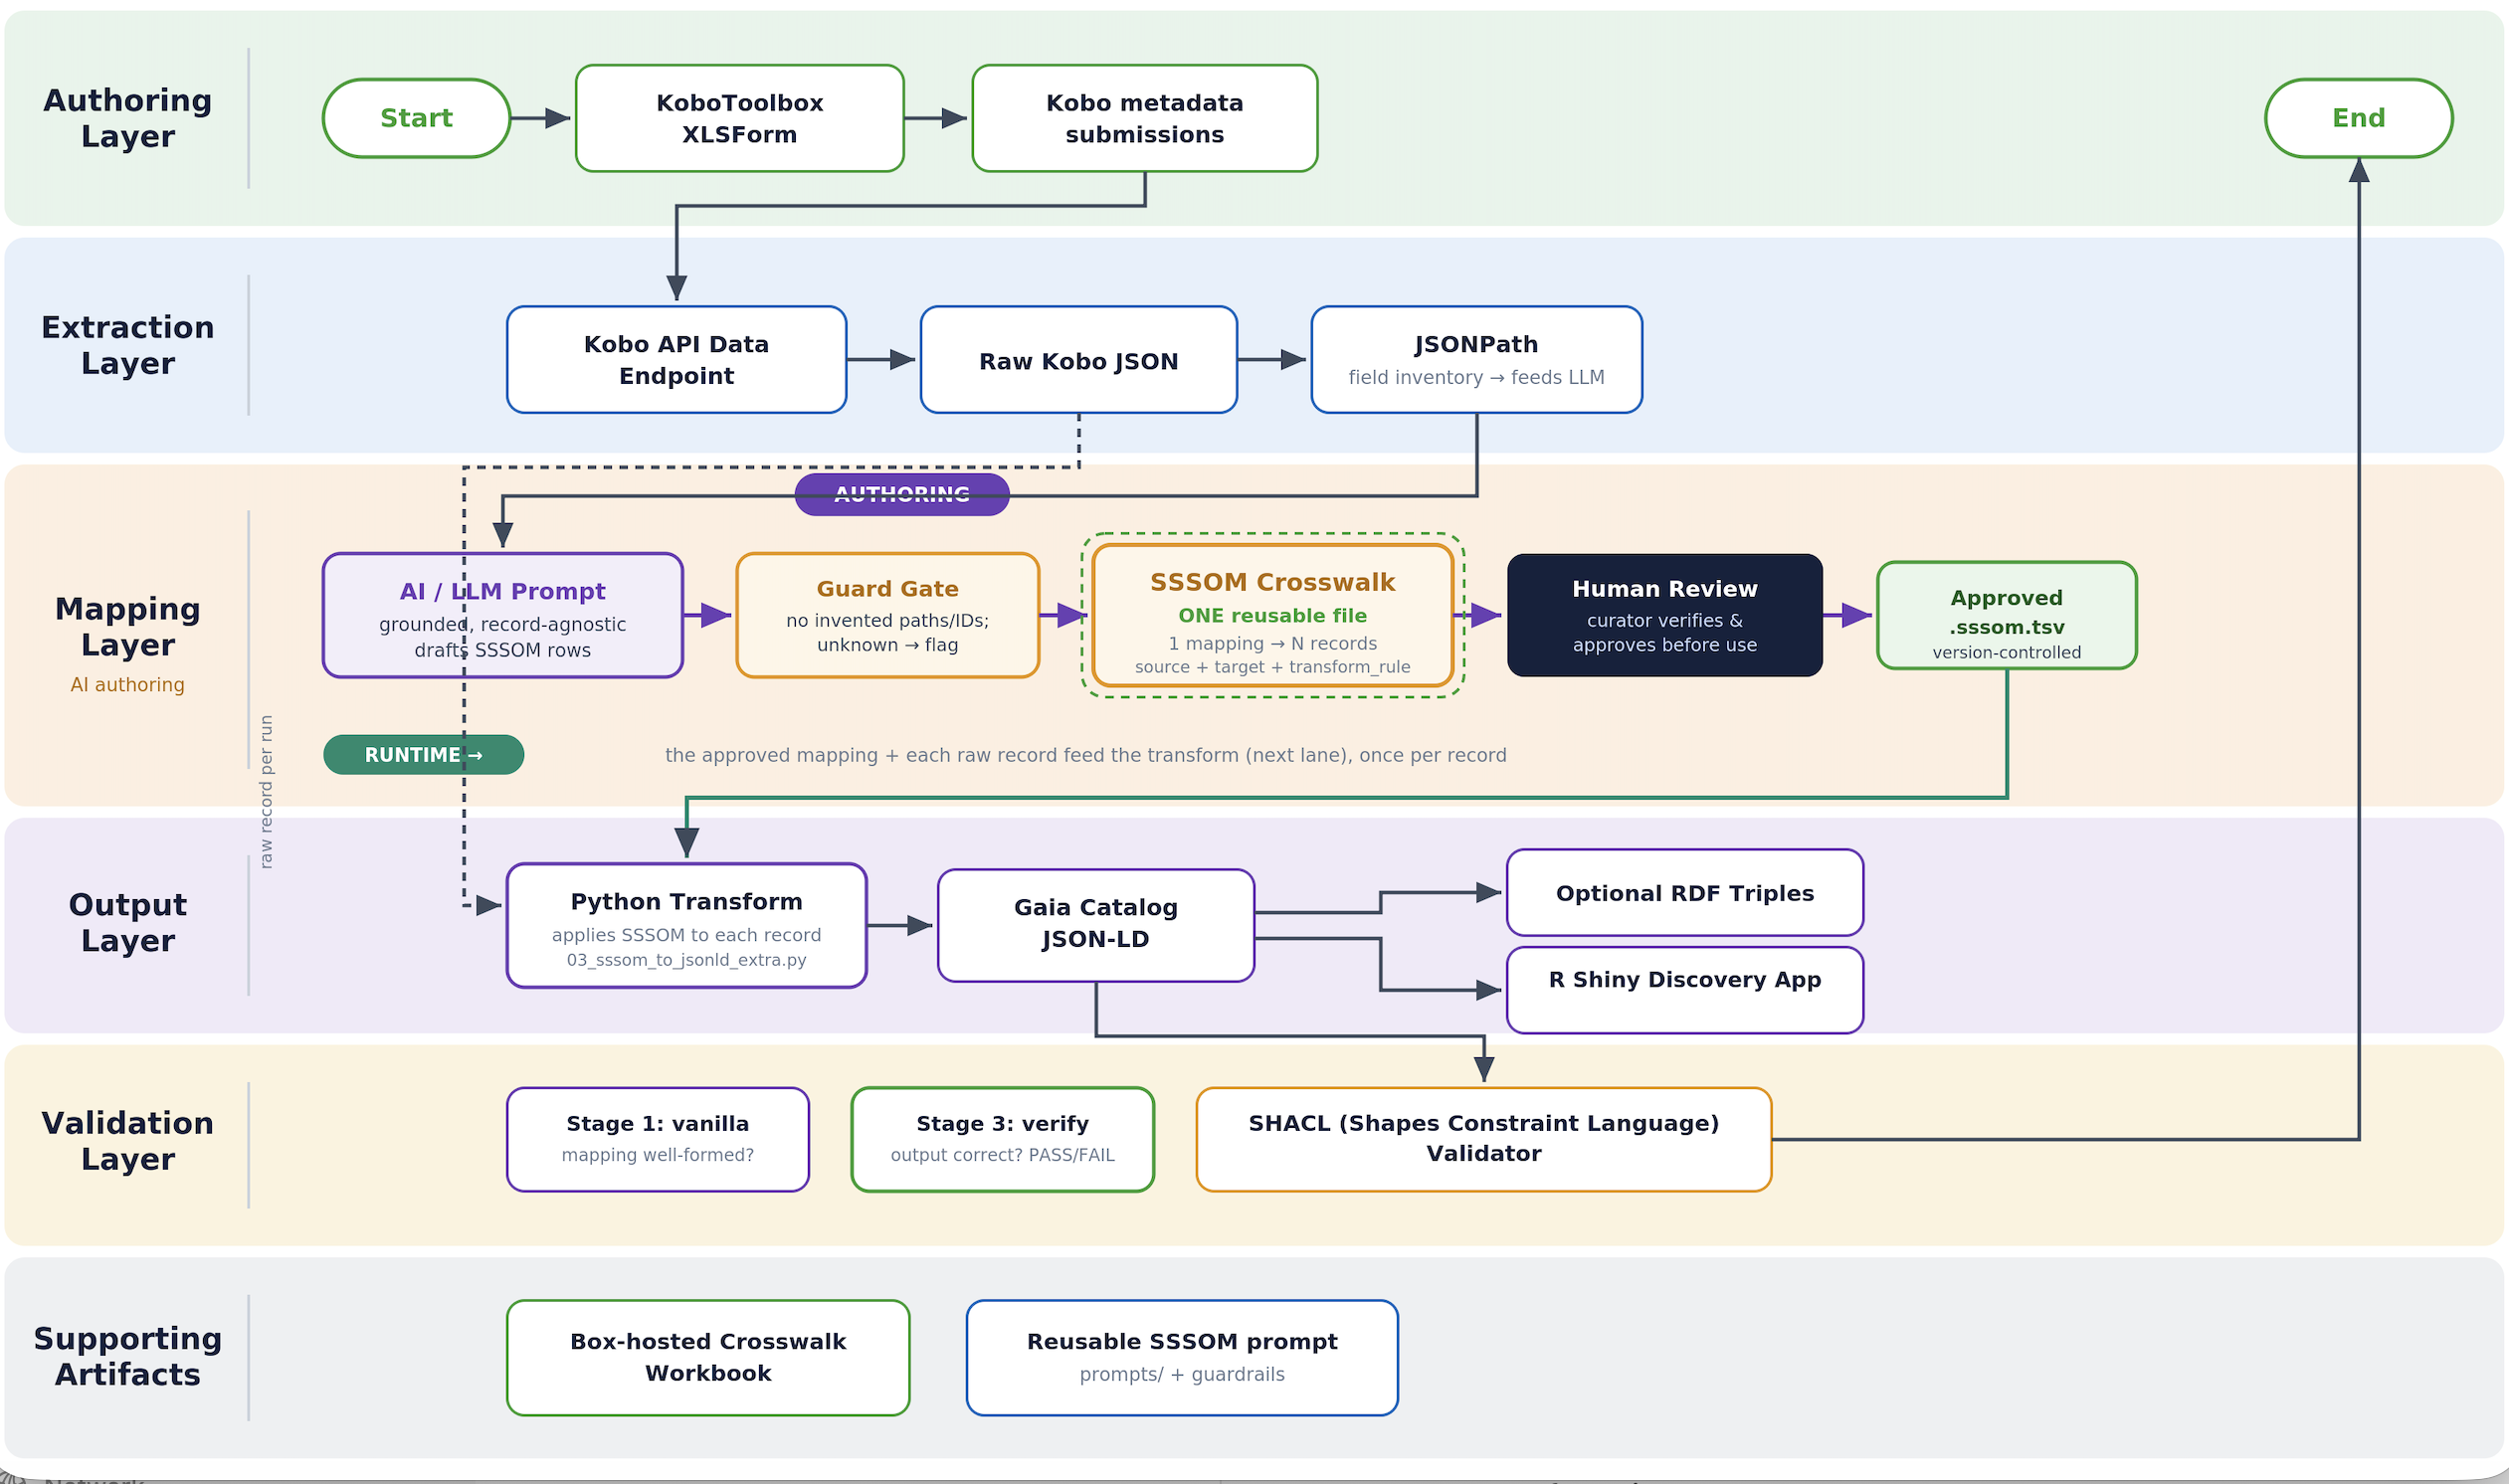 Authoring
Layer
Start
KoboToolbox
XLSForm
Kobo metadata
submissions
End
Extraction
Layer
Kobo API Data
Endpoint
Raw Kobo JSON
JSONPath
field inventory → feeds LLM
AUTHORING
Mapping
Layer
AI authoring
AI / LLM Prompt
grounded, record-agnostic
drafts SSSOM rows
Guard Gate
no invented paths/IDs;
unknown → flag
SSSOM Crosswalk
ONE reusable file
1 mapping → N records
source + target + transform_rule
Human Review
curator verifies &
approves before use
Approved
.sssom.tsv
version-controlled
raw record per run
RUNTIME →
the approved mapping + each raw record feed the transform (next lane), once per record
Output
Layer
Python Transform
applies SSSOM to each record
03_sssom_to_jsonld_extra.py
Gaia Catalog
JSON-LD
Optional RDF Triples
R Shiny Discovery App
Validation
Layer
Stage 1: vanilla
mapping well-formed?
Stage 3: verify
output correct? PASS/FAIL
SHACL (Shapes Constraint Language)
Validator
Supporting
Artifacts
Box-hosted Crosswalk
Workbook
Reusable SSSOM prompt
prompts/ + guardrails